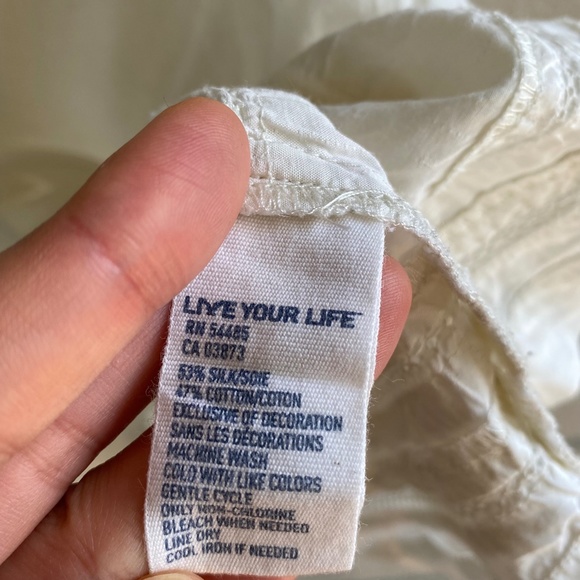 LIVE YOUR LIFE™
RN 54485
CA 03873
53% SILK/SOIE
47% COTTON/COTON
EXCLUSIVE OF DECORATION
SANS LES DECORATIONS
MACHINE WASH
COLD WITH LIKE COLORS
GENTLE CYCLE
ONLY NON-CHLORINE
BLEACH WHEN NEEDED
LINE DRY
COOL IRON IF NEEDED